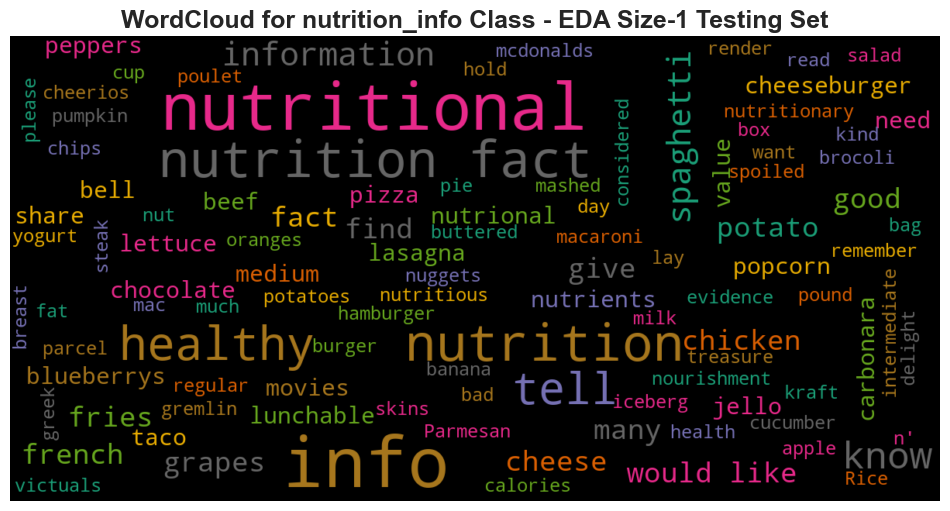 WordCloud for nutrition_info Class - EDA Size-1 Testing Set
peppers
information
mcdonalds
render
read
salad
please
cheerios
cup
poulet
hold
spaghetti
cheeseburger
pumpkin
nutritional
considered
nutritionary
need
chips
nutrition fact
value
box
kind
want
brocoli
bell
beef
pizza
pie
mashed
spoiled
good
share
nut
fact
find
nutrional
day
potato
bag
yogurt
steak
lettuce
oranges
buttered
macaroni
remember
lasagna
medium
nuggets
give
lay
popcorn
chocolate
potatoes
nutritious
nutrients
evidence
pound
breast
fat
mac
much
hamburger
milk
carbonara
intermediate
delight
parcel
healthy
burger
nutrition
chicken
treasure
blueberrys
regular
movies
banana
tell
nourishment
kraft
greek
fries
gremlin
lunchable
skins
bad
iceberg
jello
cucumber
taco
Parmesan
many
health
n'
french
grapes
info
cheese
would like
apple
know
victuals
calories
Rice